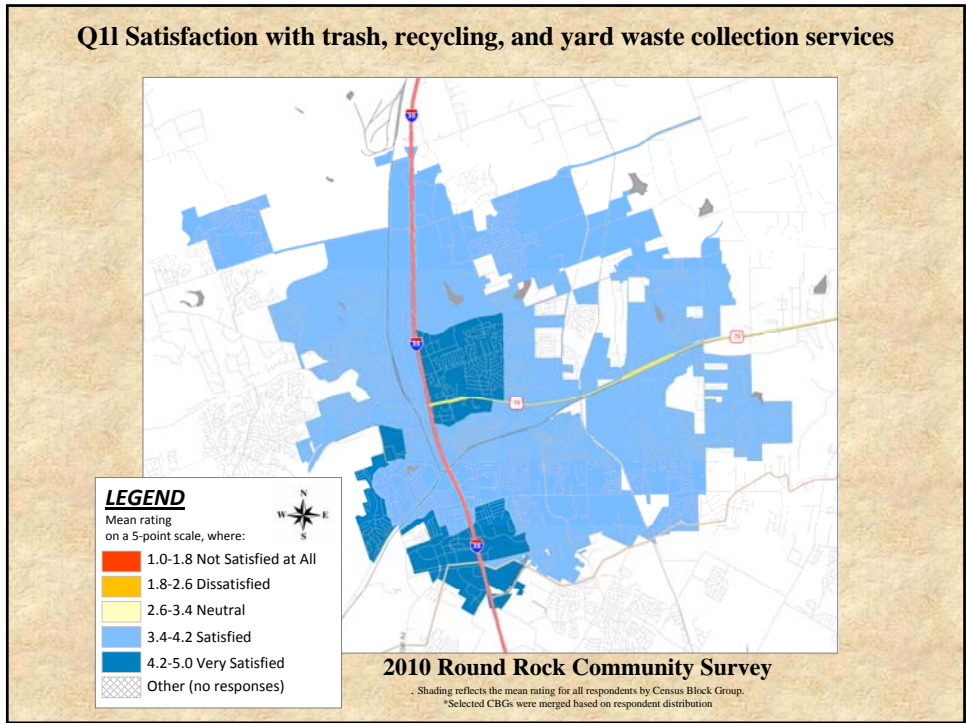 Q1l Satisfaction with trash, recycling, and yard waste collection services
35
35
79
79
35
LEGEND
Mean rating
on a 5-point scale, where:
N
W E
S
1.0-1.8 Not Satisfied at All
1.8-2.6 Dissatisfied
2.6-3.4 Neutral
3.4-4.2 Satisfied
4.2-5.0 Very Satisfied
Other (no responses)
2010 Round Rock Community Survey
. Shading reflects the mean rating for all respondents by Census Block Group.
*Selected CBGs were merged based on respondent distribution